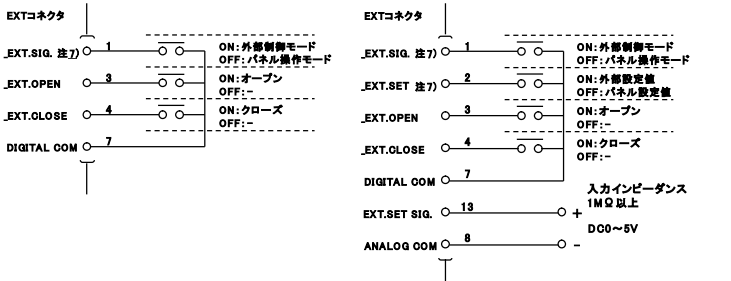 EXTコネクタ
_EXT.SIG. 注7) 1 ON:外部制御モード
OFF:パネル操作モード
_EXT.OPEN 3 ON:オープン
OFF:-
_EXT.CLOSE 4 ON:クローズ
OFF:-
DIGITAL COM 7
EXTコネクタ
_EXT.SIG. 注7) 1 ON:外部制御モード
OFF:パネル操作モード
_EXT.SET 注7) 2 ON:外部設定値
OFF:パネル設定値
_EXT.OPEN 3 ON:オープン
OFF:-
_EXT.CLOSE 4 ON:クローズ
OFF:-
DIGITAL COM 7
入力インピーダンス
1MΩ以上
EXT.SET SIG. 13 +
DC0～5V
ANALOG COM 8 -